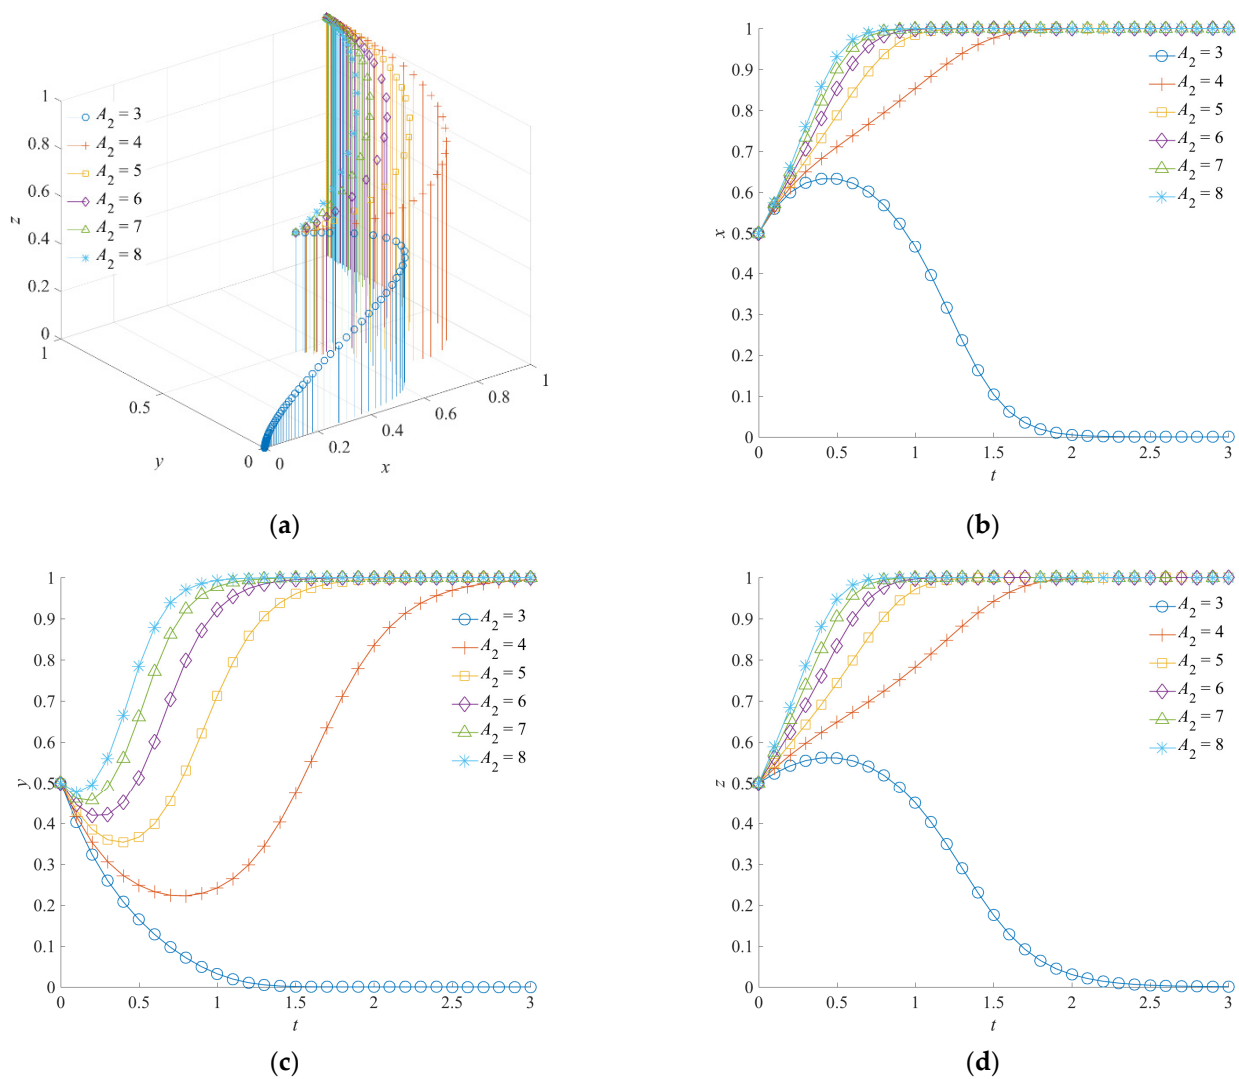 1
0.8
0.6
0.4
0.2
0
z
A2 = 3
A2 = 4
A2 = 5
A2 = 6
A2 = 7
A2 = 8
1
0.5
0
y
0
0.2
0.4
0.6
0.8
1
x
(a)
1
0.9
0.8
0.7
0.6
0.5
0.4
0.3
0.2
0.1
0
x
A2 = 3
A2 = 4
A2 = 5
A2 = 6
A2 = 7
A2 = 8
0 0.5 1 1.5 2 2.5 3
t
(b)
1
0.9
0.8
0.7
0.6
0.5
0.4
0.3
0.2
0.1
0
y
A2 = 3
A2 = 4
A2 = 5
A2 = 6
A2 = 7
A2 = 8
0 0.5 1 1.5 2 2.5 3
t
(c)
1
0.9
0.8
0.7
0.6
0.5
0.4
0.3
0.2
0.1
0
z
A2 = 3
A2 = 4
A2 = 5
A2 = 6
A2 = 7
A2 = 8
0 0.5 1 1.5 2 2.5 3
t
(d)